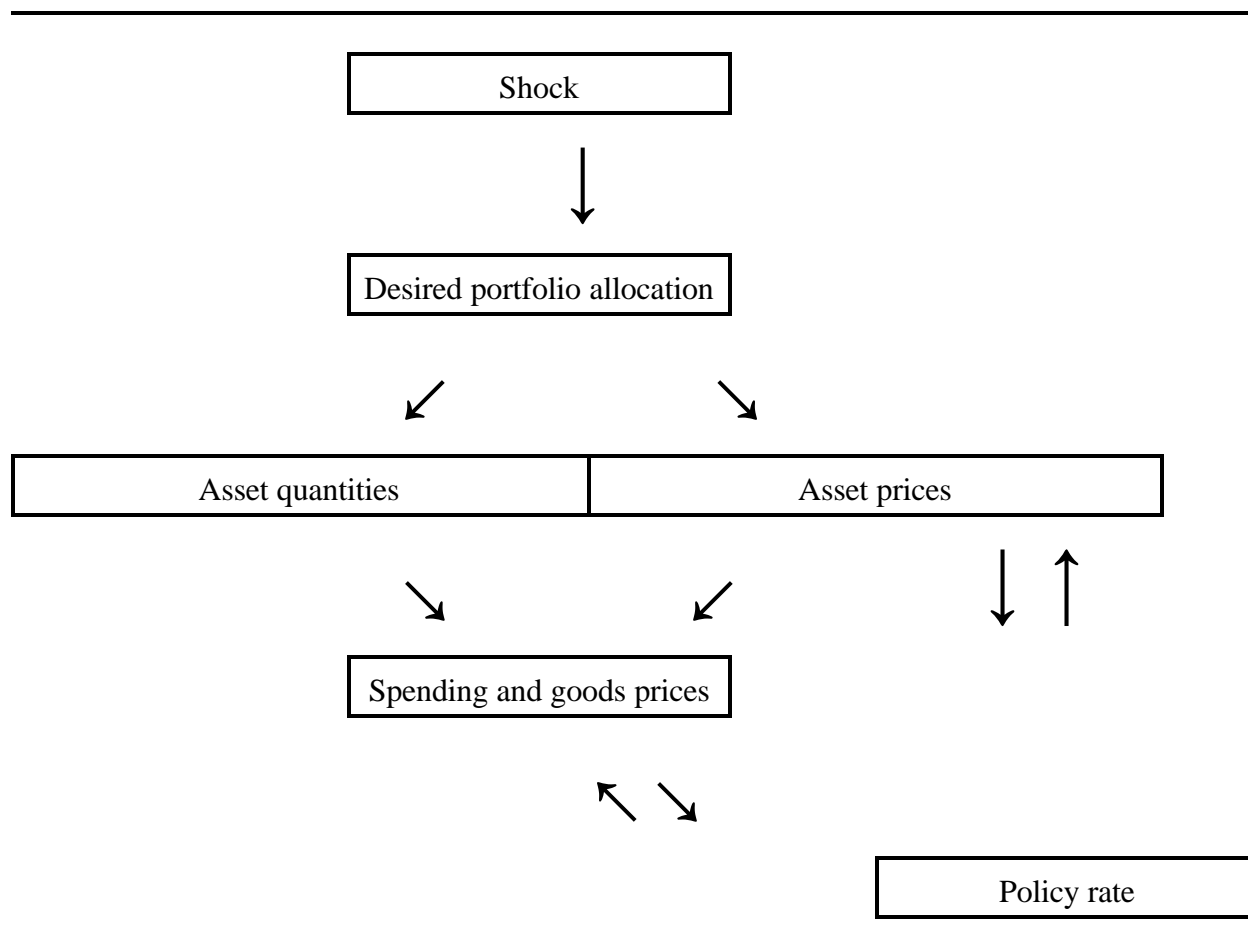 Shock
Desired portfolio allocation
Asset quantities
Asset prices
Spending and goods prices
Policy rate